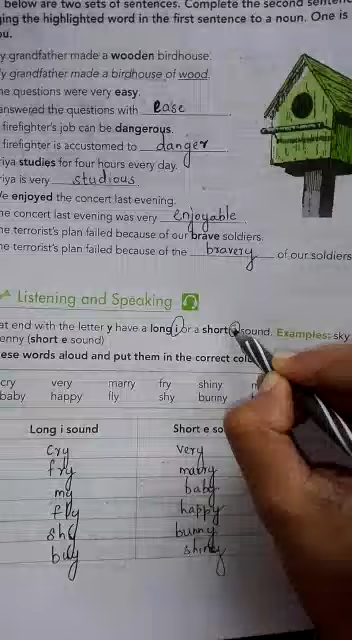 below are two sets of sentences. Complete the second senten
ging the highlighted word in the first sentence to a noun. One is
ou.
y grandfather made a wooden birdhouse.
y grandfather made a birdhouse of wood.
he questions were very easy.
answered the questions with ease
firefighter's job can be dangerous.
firefighter is accustomed to danger
riya studies for four hours every day.
riya is very studious
e enjoyed the concert last evening.
he concert last evening was very enjoyable
he terrorist's plan failed because of our brave soldiers.
he terrorist's plan failed because of the bravery of our soldiers
Listening and Speaking
at end with the letter y have a long i or a short e sound. Examples: sky
enny (short e sound)
ese words aloud and put them in the correct colu
cry very marry fry shiny m
baby happy fly shy bunny
Long i sound Short e so
cry very
fry marry
my baby
fly happy
shy bunny
buy shiny